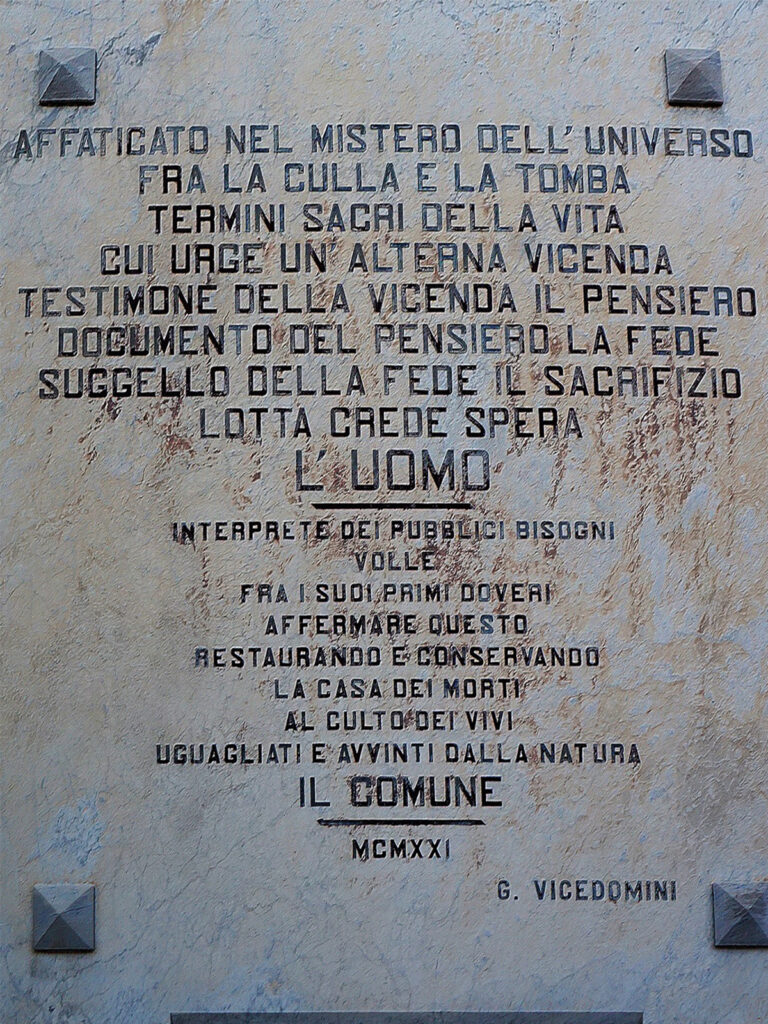 AFFATICATO NEL MISTERO DELL' UNIVERSO
FRA LA CULLA E LA TOMBA
TERMINI SACRI DELLA VITA
CUI URGE UN' ALTERNA VICENDA
TESTIMONE DELLA VICENDA IL PENSIERO
DOCUMENTO DEL PENSIERO LA FEDE
SUGGELLO DELLA FEDE IL SACRIFIZIO
LOTTA CREDE SPERA
L' UOMO
INTERPRETE DEI PUBBLICI BISOGNI
VOLLE
FRA I SUOI PRIMI DOVERI
AFFERMARE QUESTO
RESTAURANDO E CONSERVANDO
LA CASA DEI MORTI
AL CULTO DEI VIVI
UGUAGLIATI E AVVINTI DALLA NATURA
IL COMUNE
MCMXXI
G. VICEDOMINI